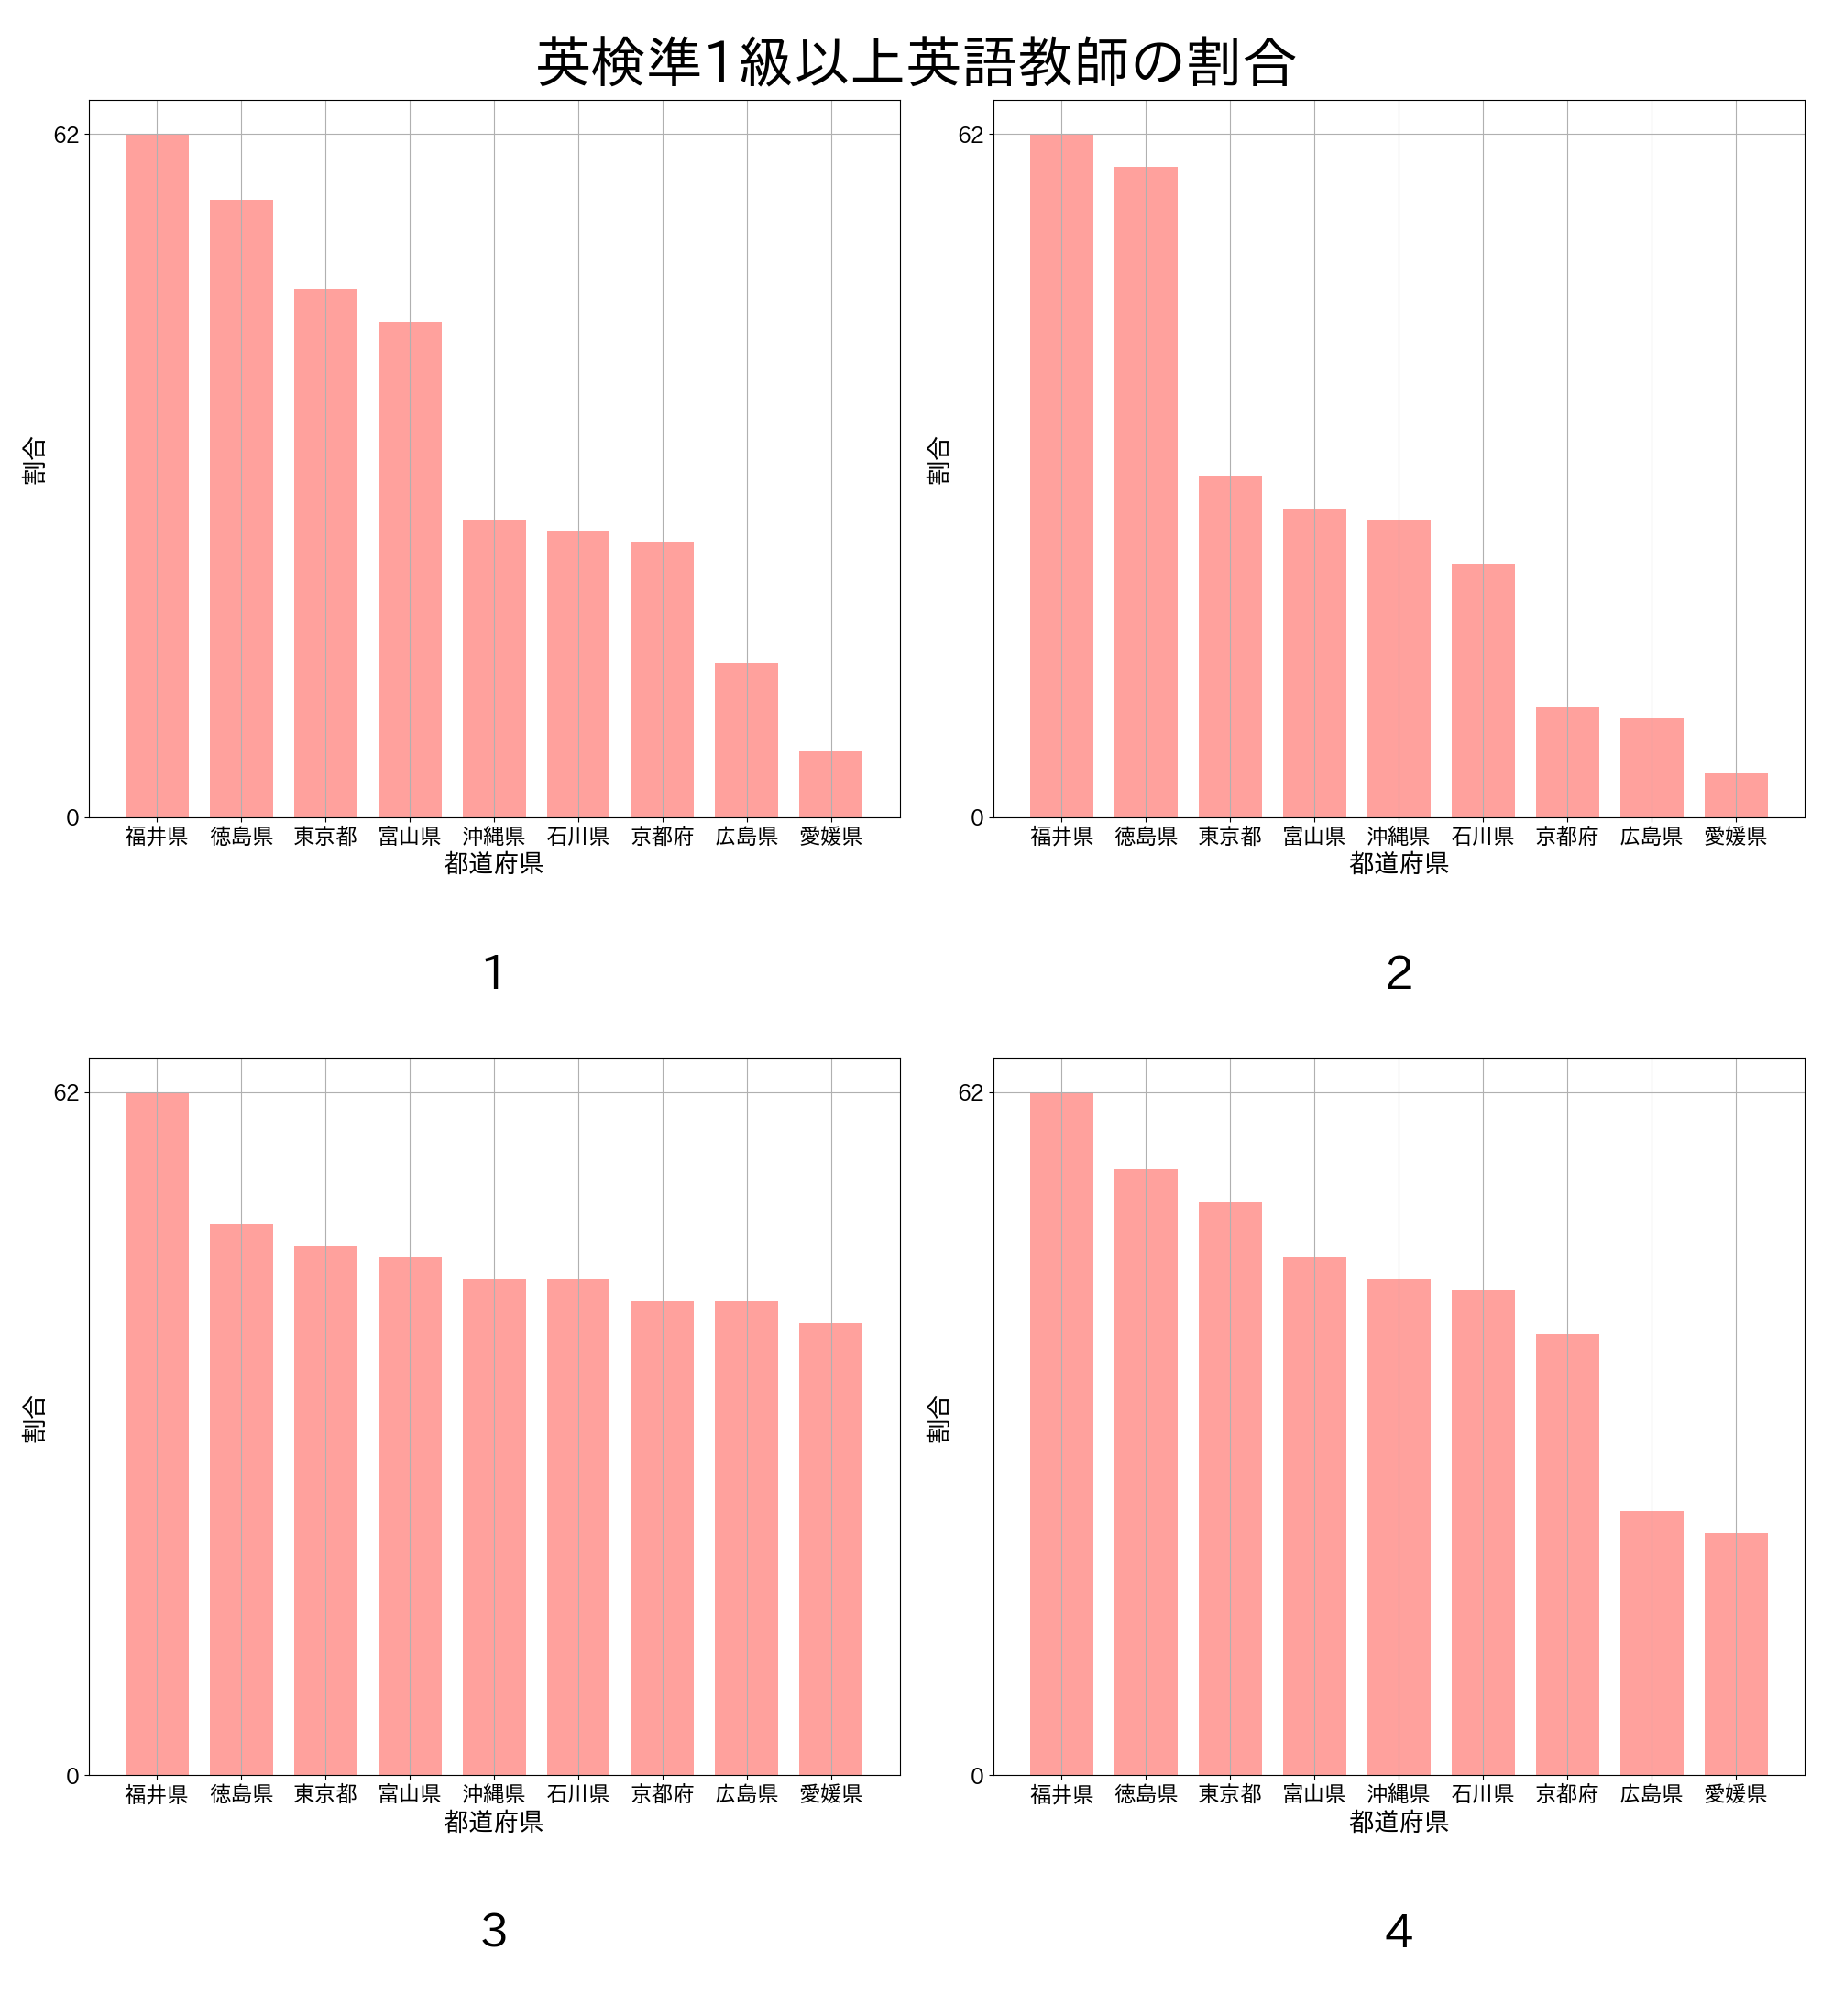 英検準1級以上英語教師の割合
62
0
割合
福井県 徳島県 東京都 富山県 沖縄県 石川県 京都府 広島県 愛媛県
都道府県
1
62
0
割合
福井県 徳島県 東京都 富山県 沖縄県 石川県 京都府 広島県 愛媛県
都道府県
2
62
0
割合
福井県 徳島県 東京都 富山県 沖縄県 石川県 京都府 広島県 愛媛県
都道府県
3
62
0
割合
福井県 徳島県 東京都 富山県 沖縄県 石川県 京都府 広島県 愛媛県
都道府県
4